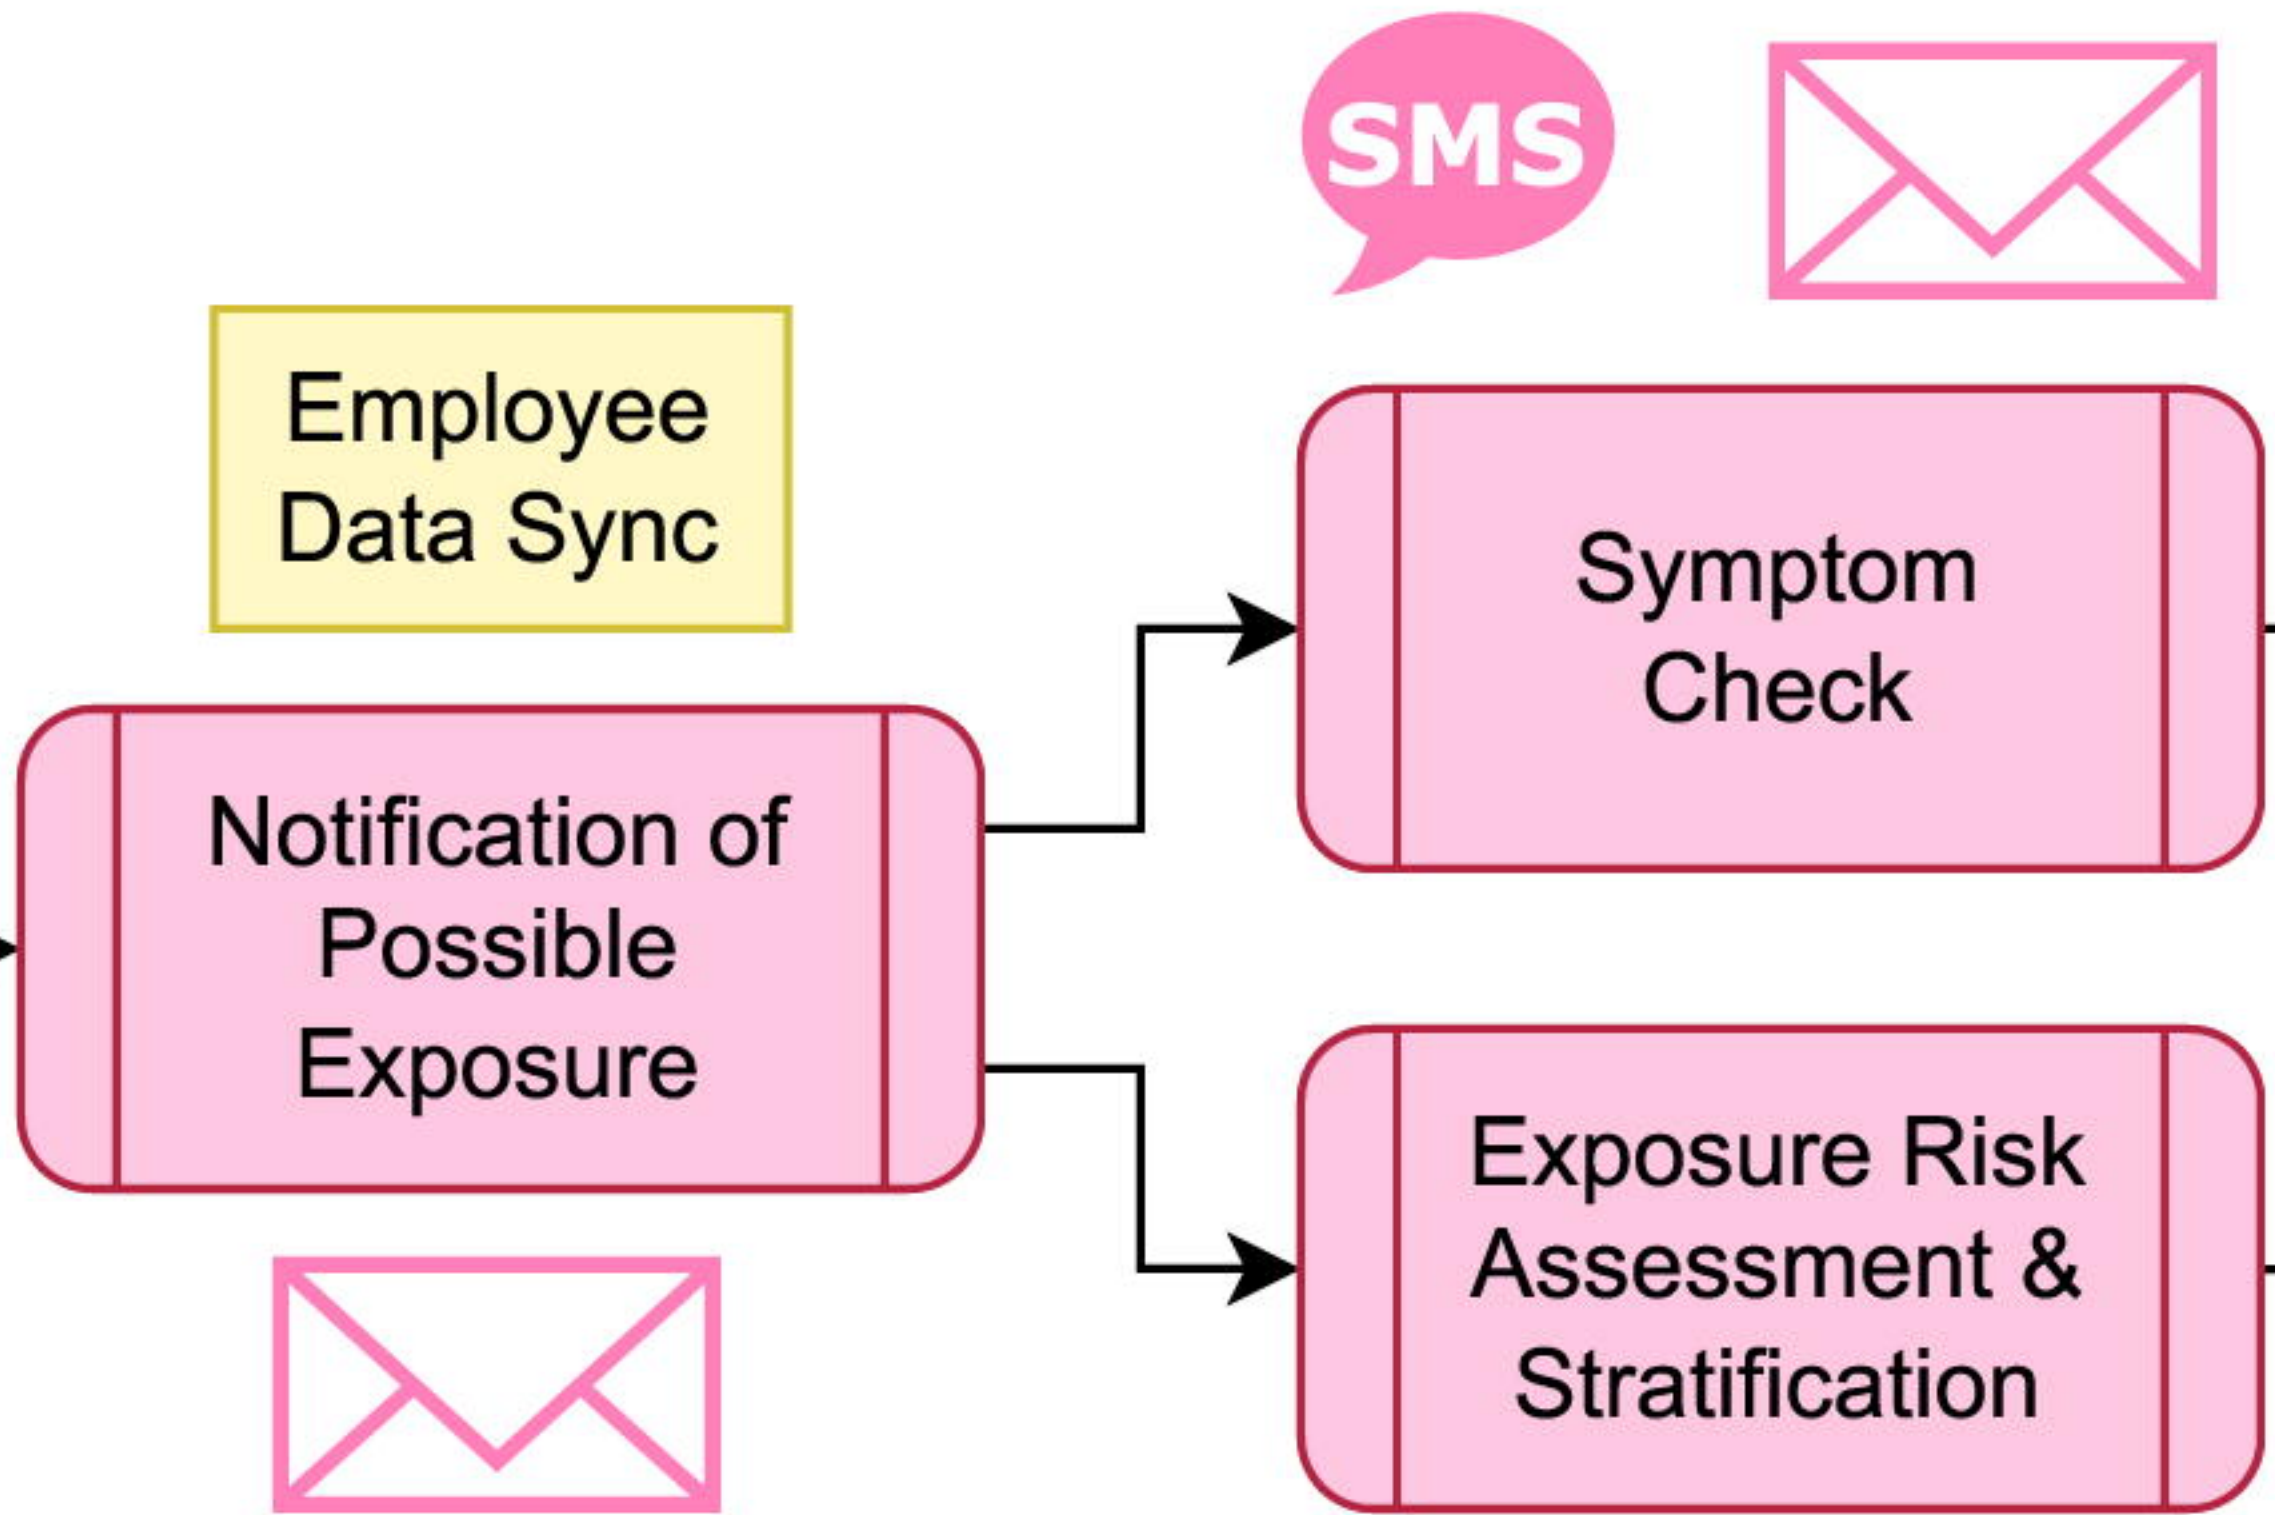 SMS
Employee
Data Sync
Symptom
Check
Notification of
Possible
Exposure
Exposure Risk
Assessment &
Stratification